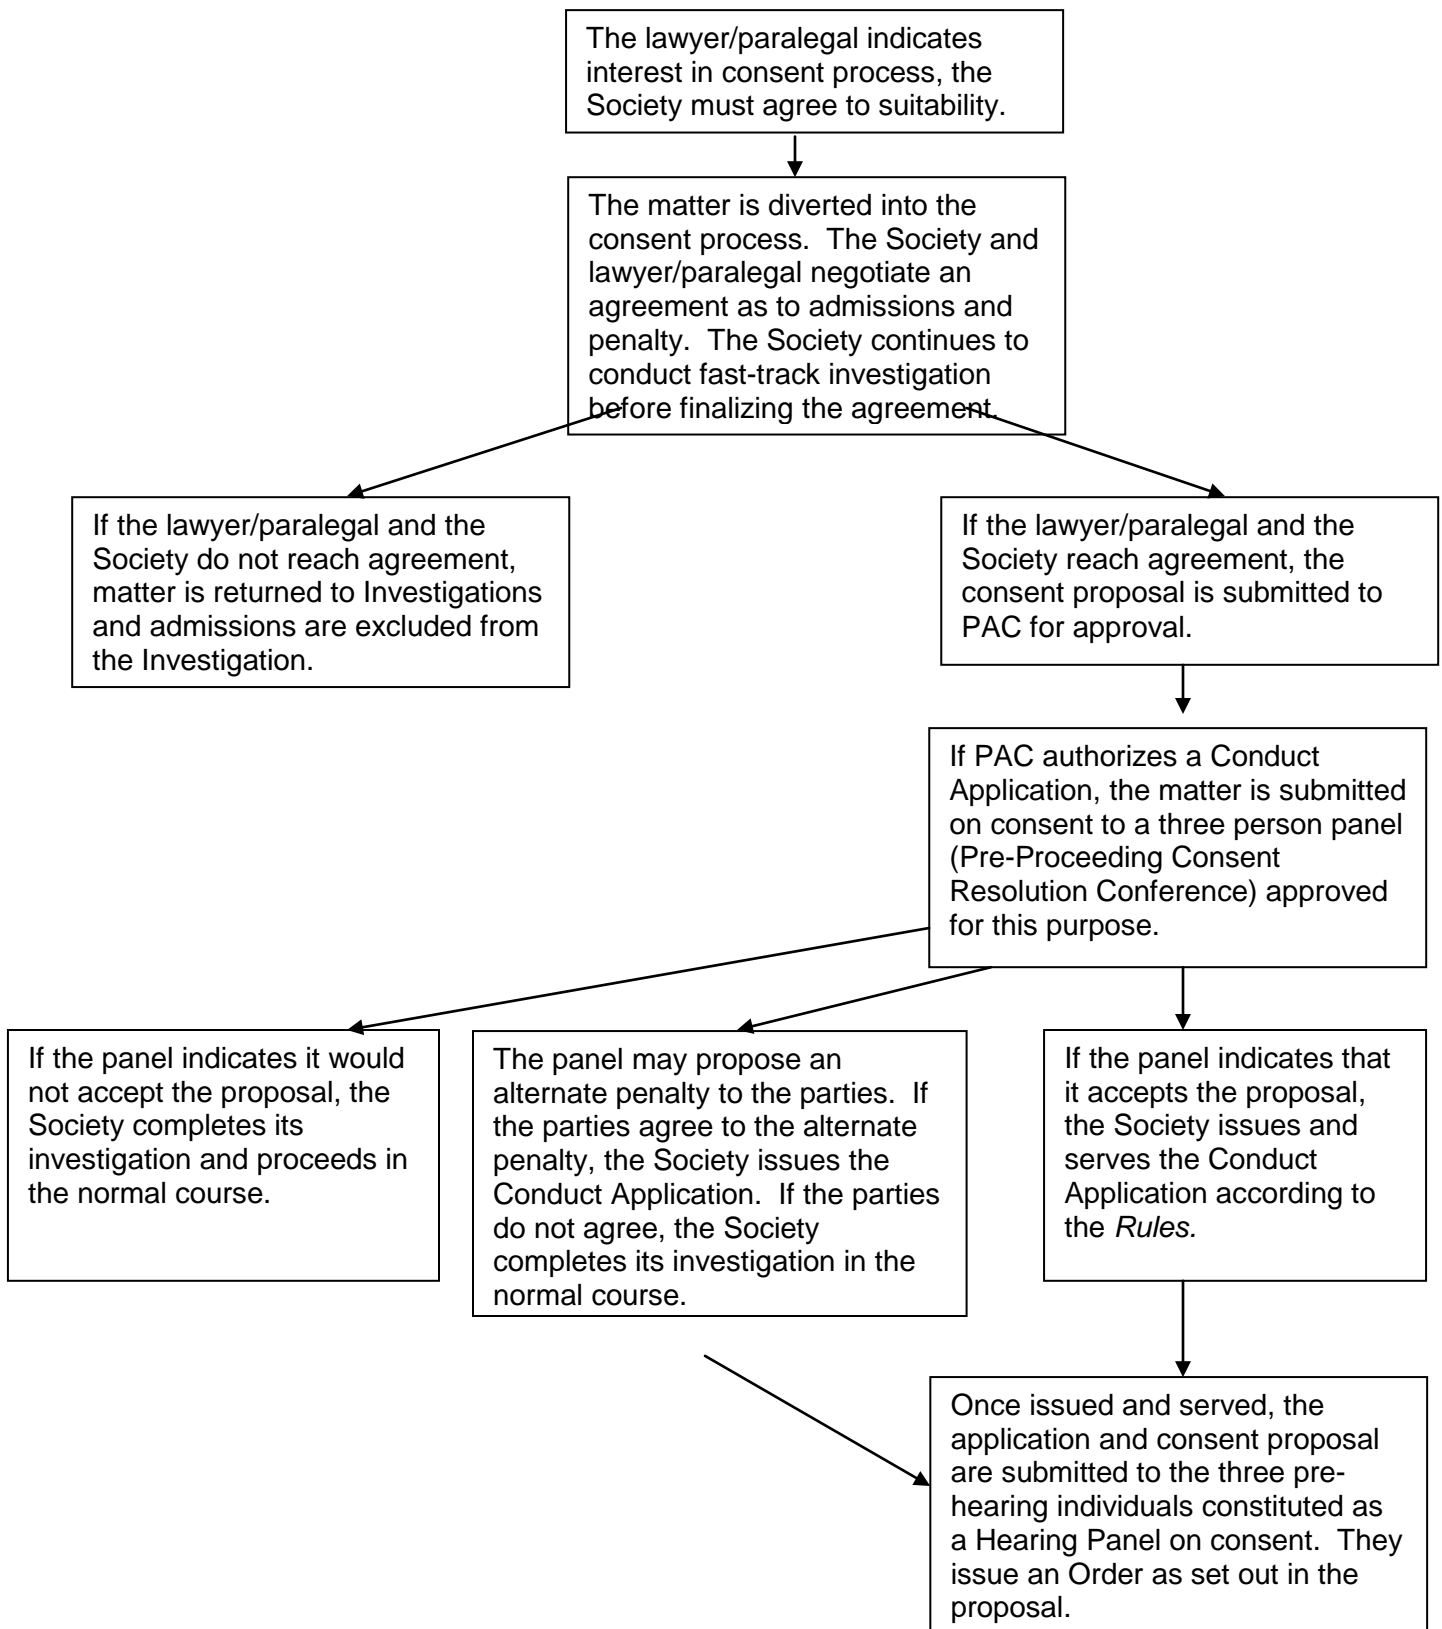 The lawyer/paralegal indicates
interest in consent process, the
Society must agree to suitability.
The matter is diverted into the
consent process.  The Society and
lawyer/paralegal negotiate an
agreement as to admissions and
penalty.  The Society continues to
conduct fast-track investigation
before finalizing the agreement.
If the lawyer/paralegal and the
Society do not reach agreement,
matter is returned to Investigations
and admissions are excluded from
the Investigation.
If the lawyer/paralegal and the
Society reach agreement, the
consent proposal is submitted to
PAC for approval.
If PAC authorizes a Conduct
Application, the matter is submitted
on consent to a three person panel
(Pre-Proceeding Consent
Resolution Conference) approved
for this purpose.
If the panel indicates it would
not accept the proposal, the
Society completes its
investigation and proceeds in
the normal course.
The panel may propose an
alternate penalty to the parties.  If
the parties agree to the alternate
penalty, the Society issues the
Conduct Application.  If the parties
do not agree, the Society
completes its investigation in the
normal course.
If the panel indicates that
it accepts the proposal,
the Society issues and
serves the Conduct
Application according to
the Rules.
Once issued and served, the
application and consent proposal
are submitted to the three pre-
hearing individuals constituted as
a Hearing Panel on consent.  They
issue an Order as set out in the
proposal.